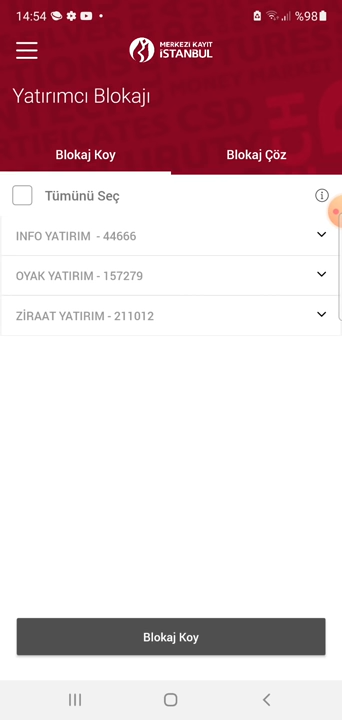 14:54 %98
MERKEZİ KAYIT
İSTANBUL
Yatırımcı Blokajı
Blokaj Koy Blokaj Çöz
Tümünü Seç
INFO YATIRIM - 44666
OYAK YATIRIM - 157279
ZİRAAT YATIRIM - 211012
Blokaj Koy